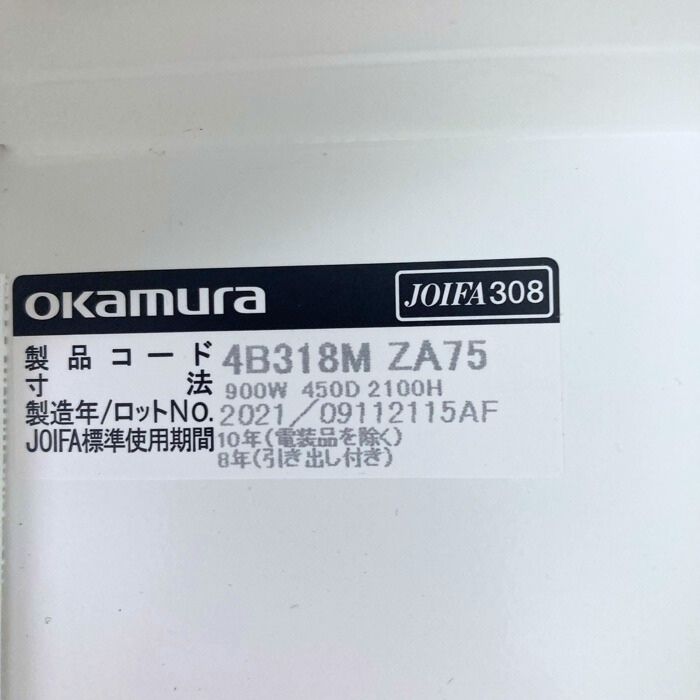 okamura JOIFA308
製品コード 4B318M ZA75
寸法 900W 450D 2100H
製造年/ロットNO. 2021/09112115AF
JOIFA標準使用期間 10年(電装品を除く)
8年(引き出し付き)